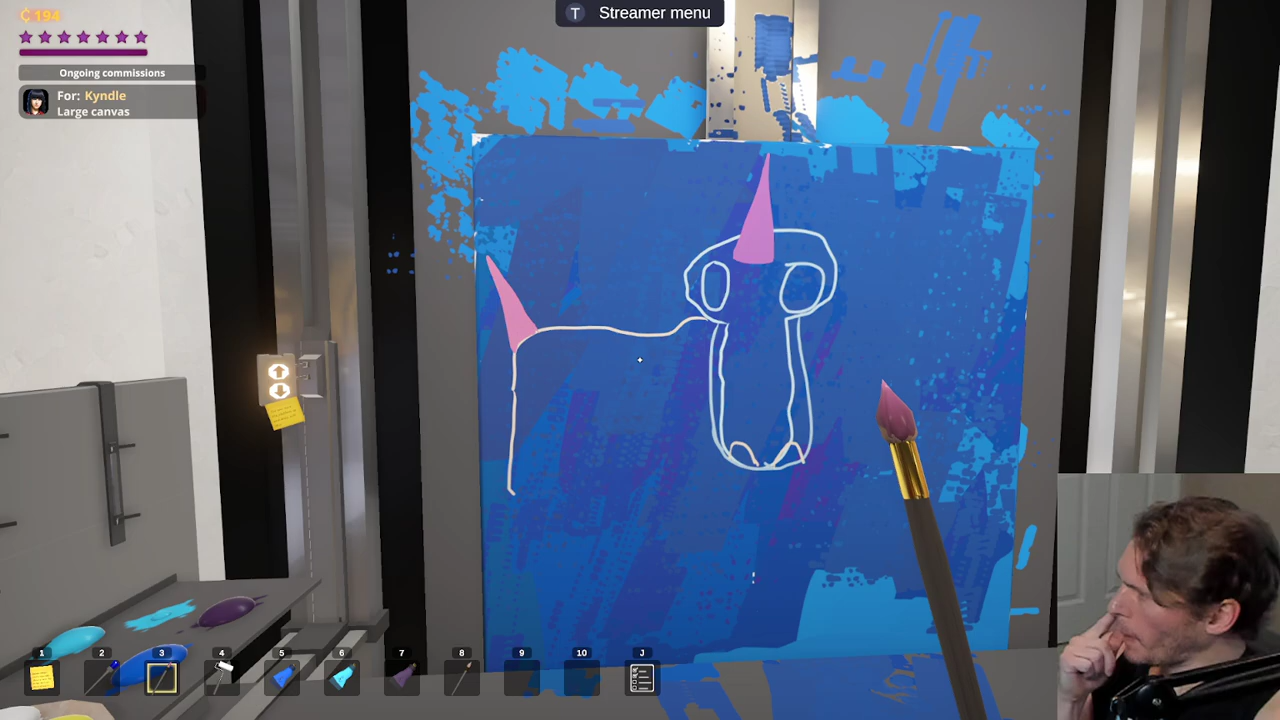 ₵ 194
T Streamer menu
Ongoing commissions
For: Kyndle
Large canvas
1 2 3 4 5 6 7 8 9 10 J